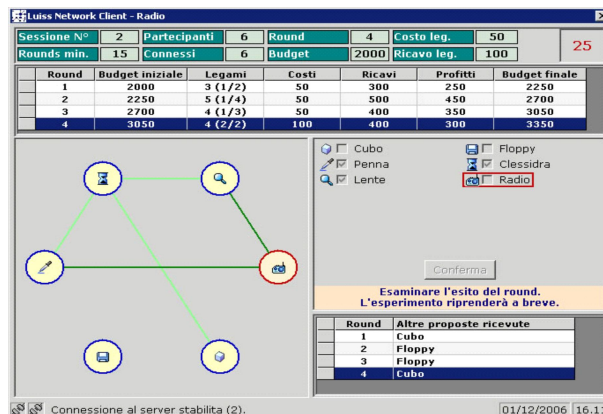 Luiss Network Client - Radio
Sessione N° 2 Partecipanti 6 Round 4 Costo leg. 50
25
Rounds min. 15 Connessi 6 Budget 2000 Ricavo leg. 100
Round Budget iniziale Legami Costi Ricavi Profitti Budget finale
1 2000 3 (1/2) 50 300 250 2250
2 2250 5 (1/4) 50 500 450 2700
3 2700 4 (1/3) 50 400 350 3050
4 3050 4 (2/2) 100 400 300 3350
Cubo Floppy
Penna Clessidra
Lente Radio
Conferma
Esaminare l'esito del round.
L'esperimento riprenderà a breve.
Round Altre proposte ricevute
1 Cubo
2 Floppy
3 Floppy
4 Cubo
Connessione al server stabilita (2). 01/12/2006